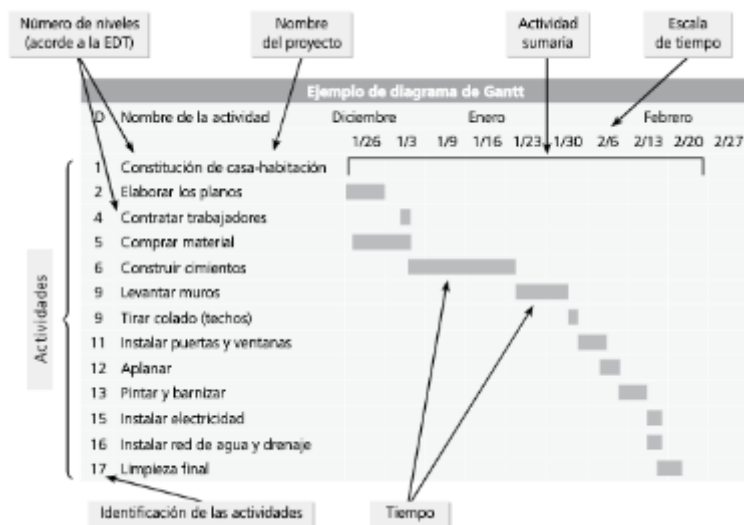 Número de niveles
(acorde a la EDT)
Nombre
del proyecto
Actividad
sumaria
Escala
de tiempo
Ejemplo de diagrama de Gantt
D Nombre de la actividad Diciembre Enero Febrero
1/26 1/3 1/9 1/16 1/23 1/30 2/6 2/13 2/20 2/27
1 Constitución de casa-habitación
2 Elaborar los planos
4 Contratar trabajadores
5 Comprar material
6 Construir cimientos
9 Levantar muros
9 Tirar colado (techos)
11 Instalar puertas y ventanas
12 Aplanar
13 Pintar y barnizar
15 Instalar electricidad
16 Instalar red de agua y drenaje
17 Limpieza final
Actividades
Identificación de las actividades
Tiempo